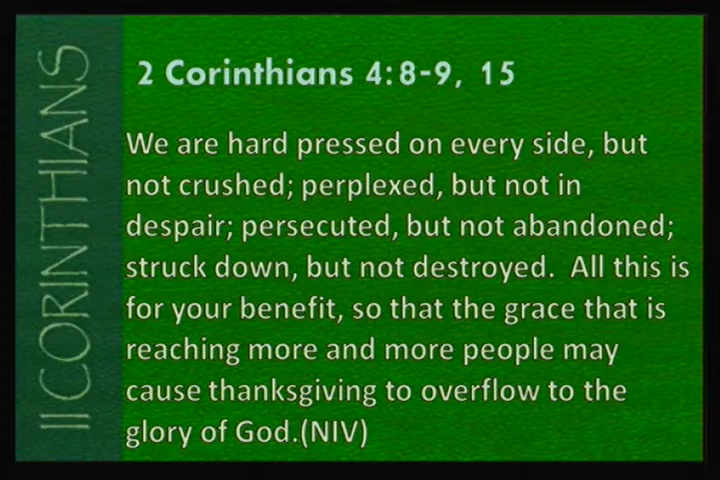 II CORINTHIANS
2 Corinthians 4:8-9, 15
We are hard pressed on every side, but
not crushed; perplexed, but not in
despair; persecuted, but not abandoned;
struck down, but not destroyed.  All this is
for your benefit, so that the grace that is
reaching more and more people may
cause thanksgiving to overflow to the
glory of God.(NIV)